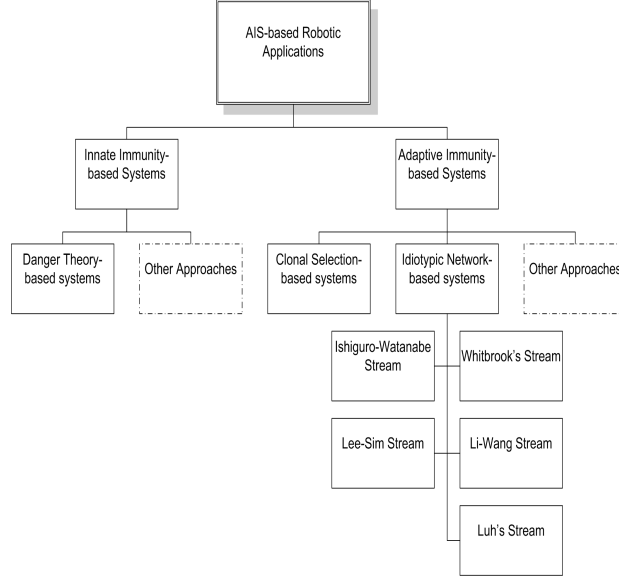 AIS-based Robotic
Applications
Innate Immunity-
based Systems
Adaptive Immunity-
based Systems
Danger Theory-
based systems
Other Approaches
Clonal Selection-
based systems
Idiotypic Network-
based systems
Other Approaches
Ishiguro-Watanabe
Stream
Whitbrook's Stream
Lee-Sim Stream
Li-Wang Stream
Luh's Stream